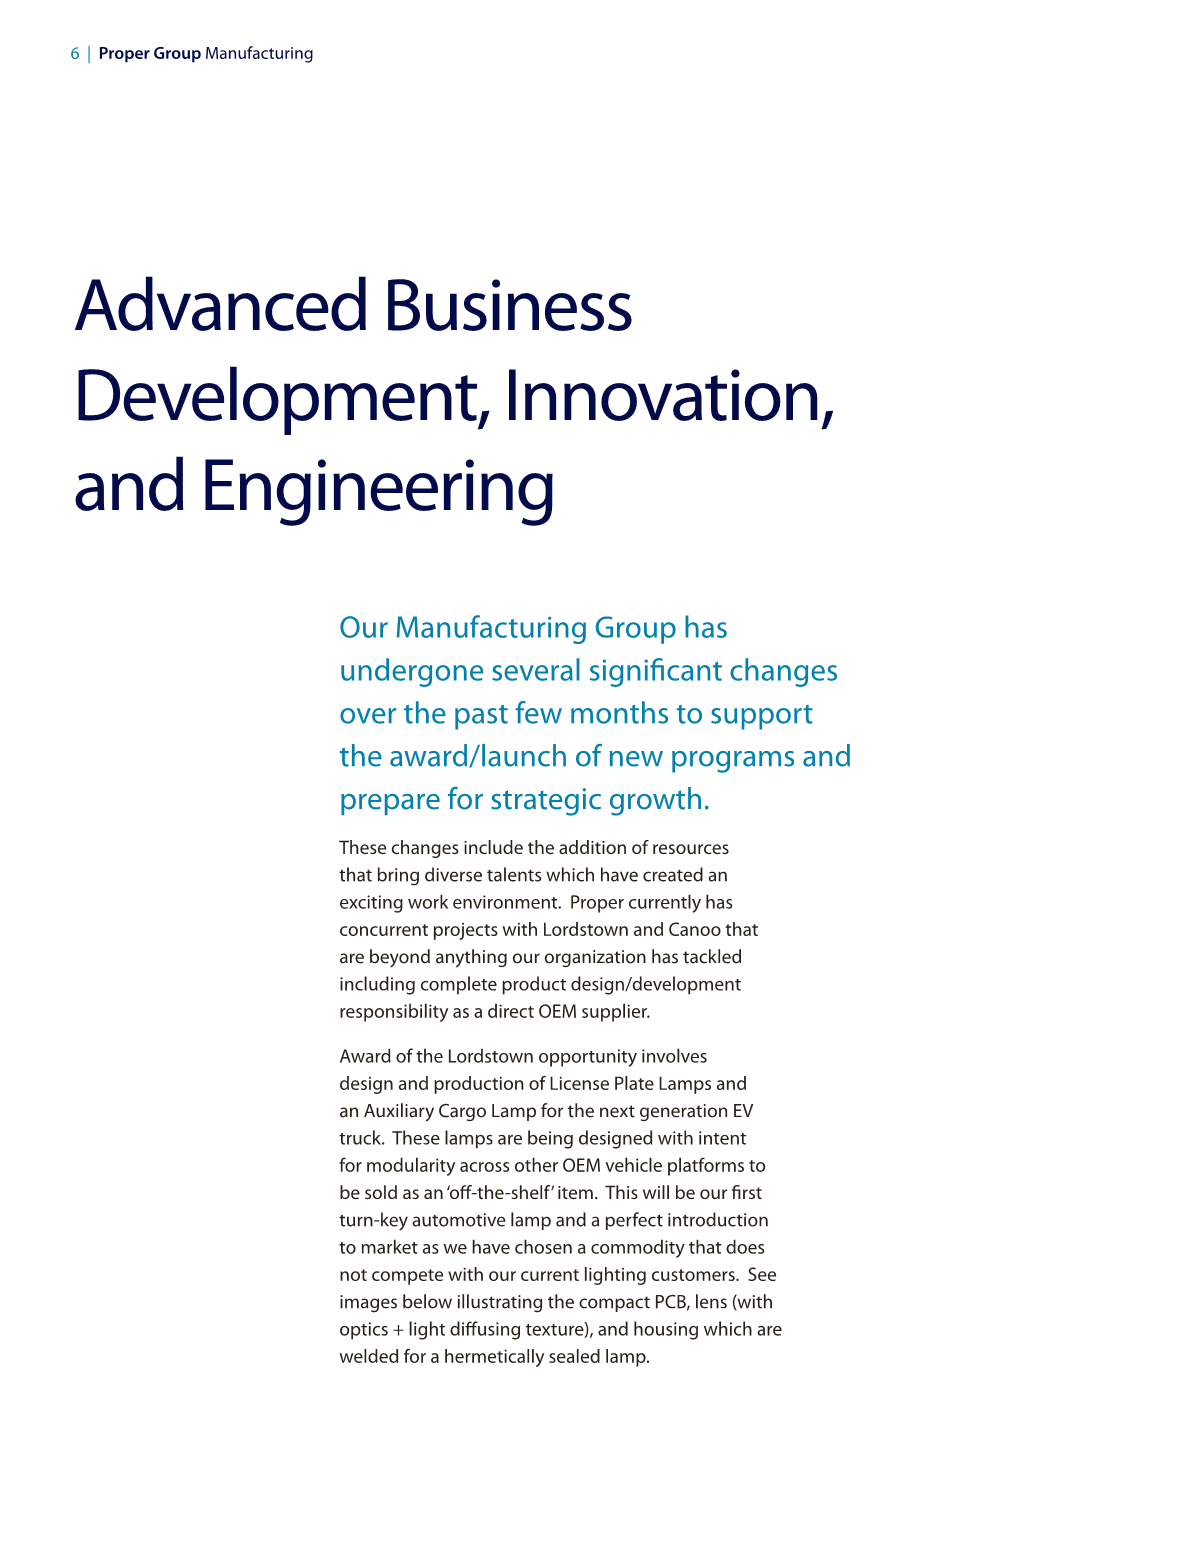 6 | Proper Group Manufacturing
Advanced Business
Development, Innovation,
and Engineering
Our Manufacturing Group has
undergone several significant changes
over the past few months to support
the award/launch of new programs and
prepare for strategic growth.
These changes include the addition of resources
that bring diverse talents which have created an
exciting work environment.  Proper currently has
concurrent projects with Lordstown and Canoo that
are beyond anything our organization has tackled
including complete product design/development
responsibility as a direct OEM supplier.
Award of the Lordstown opportunity involves
design and production of License Plate Lamps and
an Auxiliary Cargo Lamp for the next generation EV
truck.  These lamps are being designed with intent
for modularity across other OEM vehicle platforms to
be sold as an ‘off-the-shelf’ item.  This will be our first
turn-key automotive lamp and a perfect introduction
to market as we have chosen a commodity that does
not compete with our current lighting customers.  See
images below illustrating the compact PCB, lens (with
optics + light diffusing texture), and housing which are
welded for a hermetically sealed lamp.